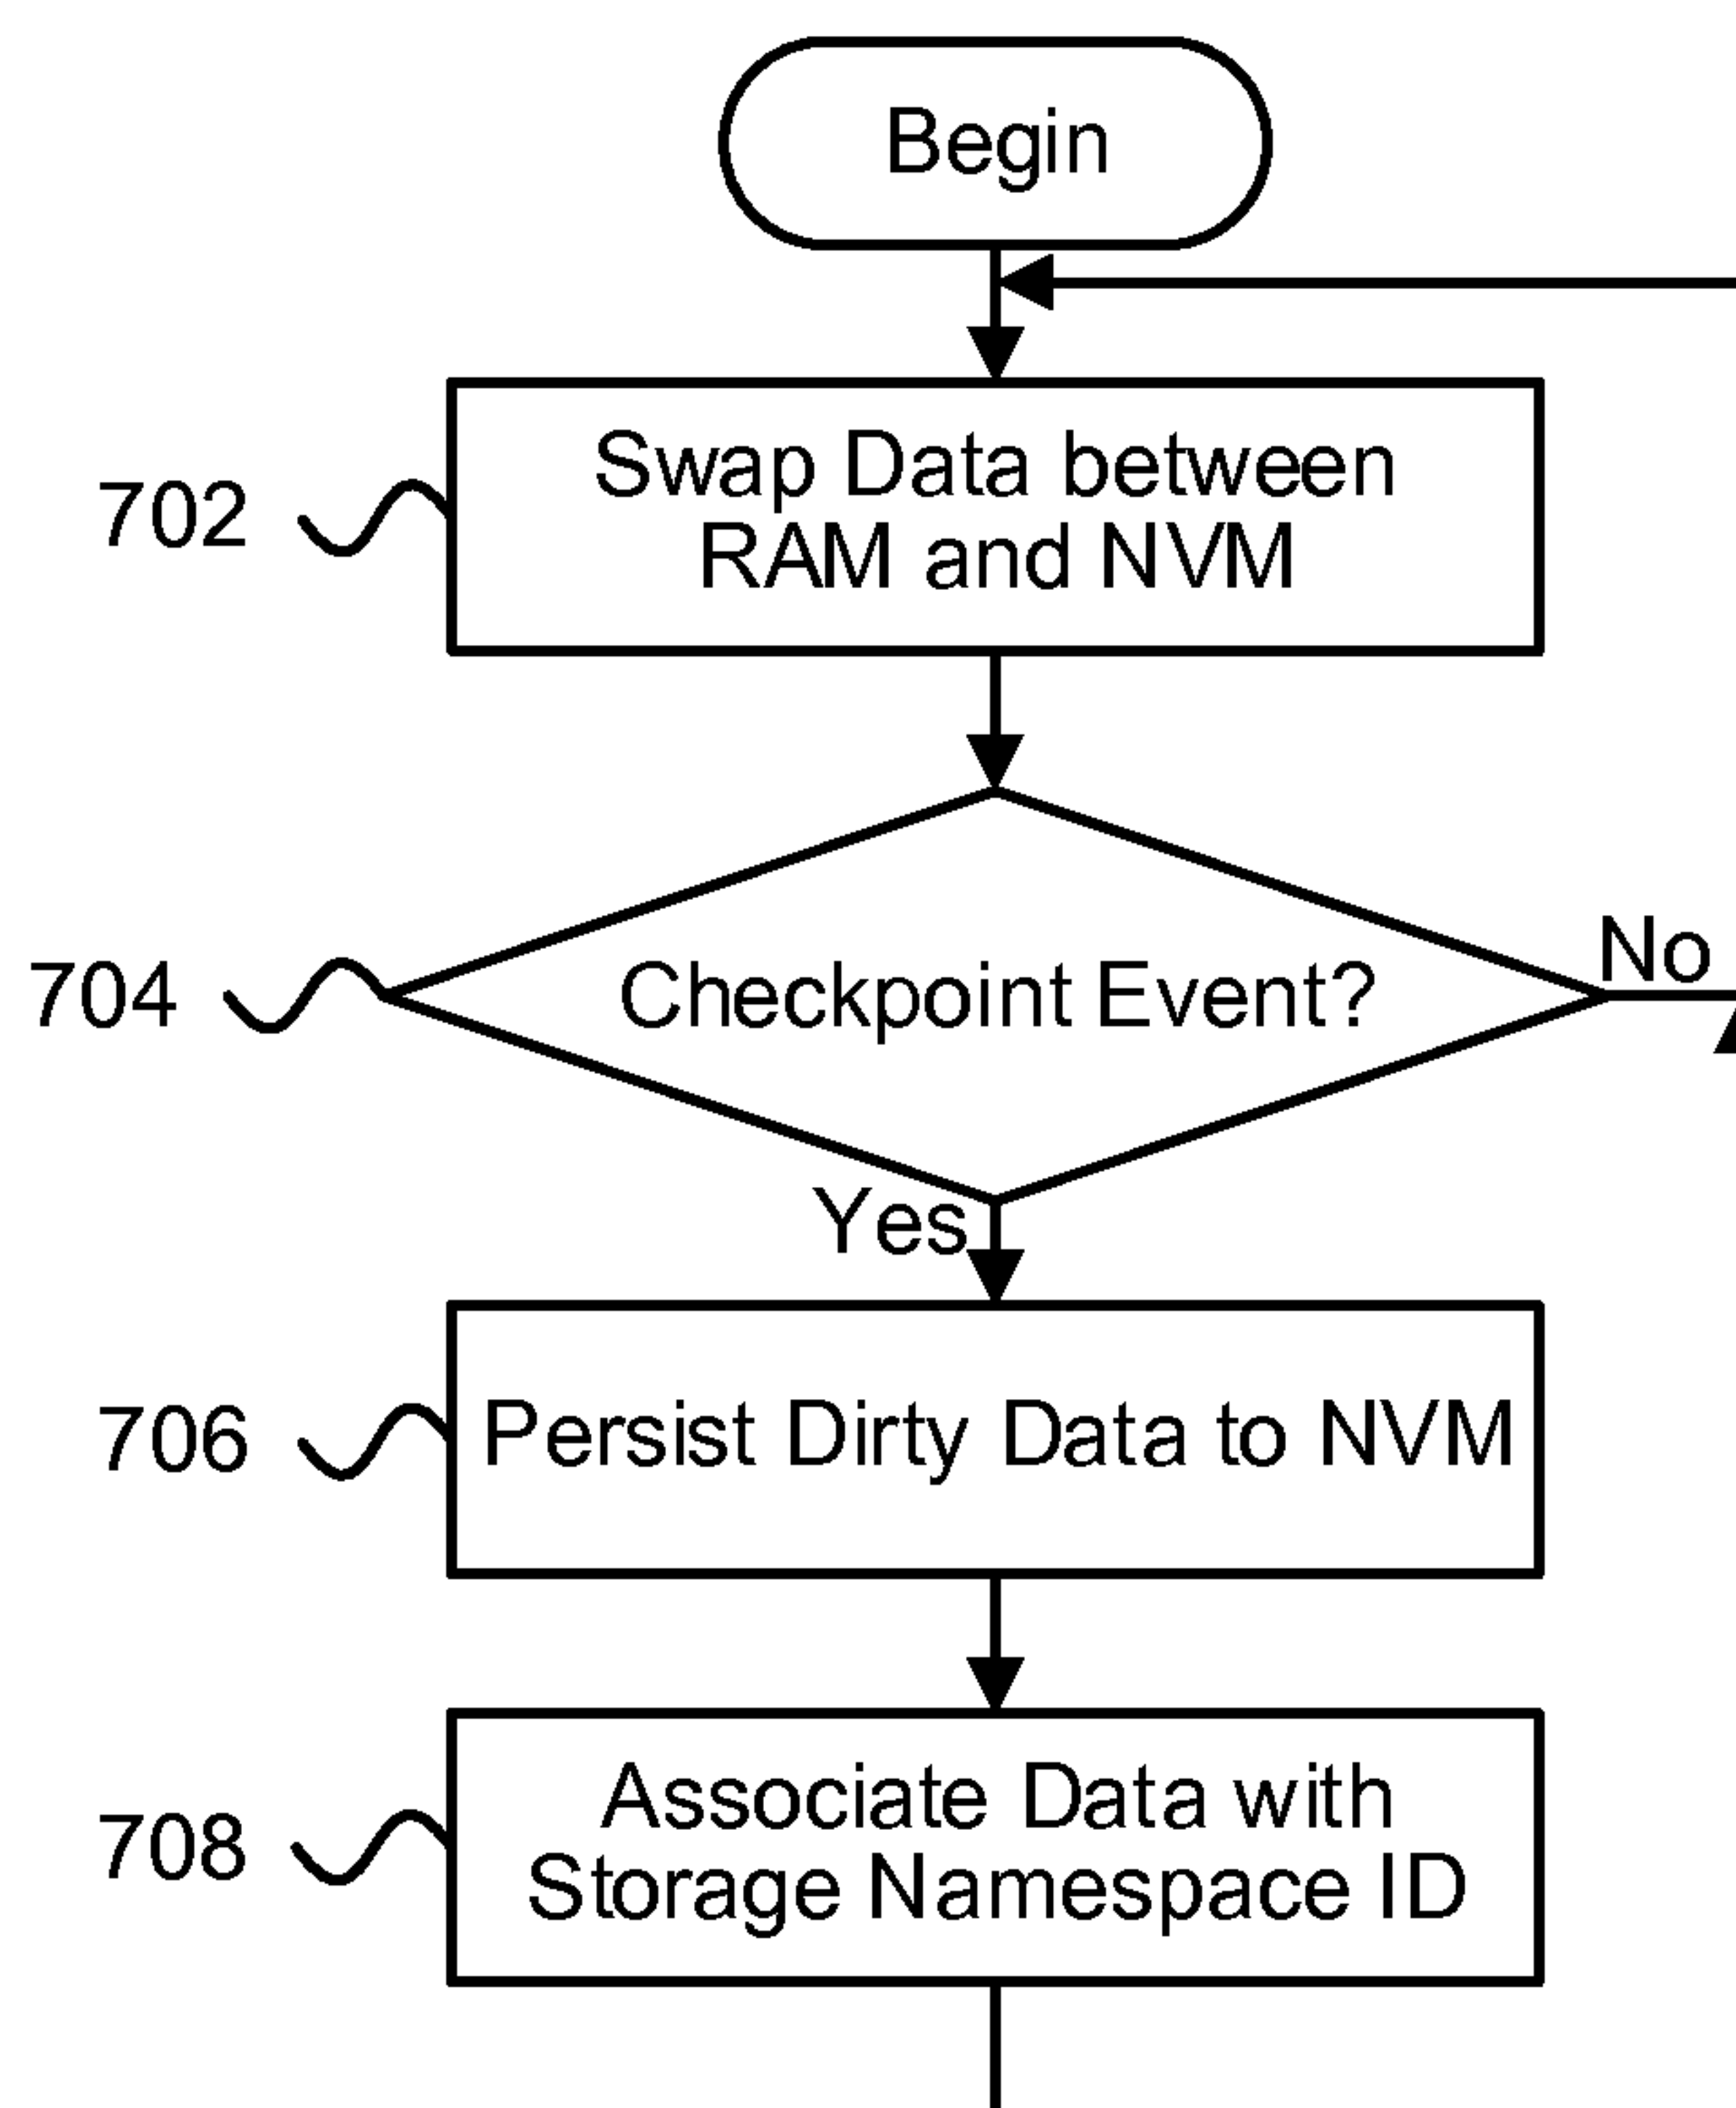 Begin
702
Swap Data between
RAM and NVM
704
Checkpoint Event?
No
Yes
706
Persist Dirty Data to NVM
708
Associate Data with
Storage Namespace ID